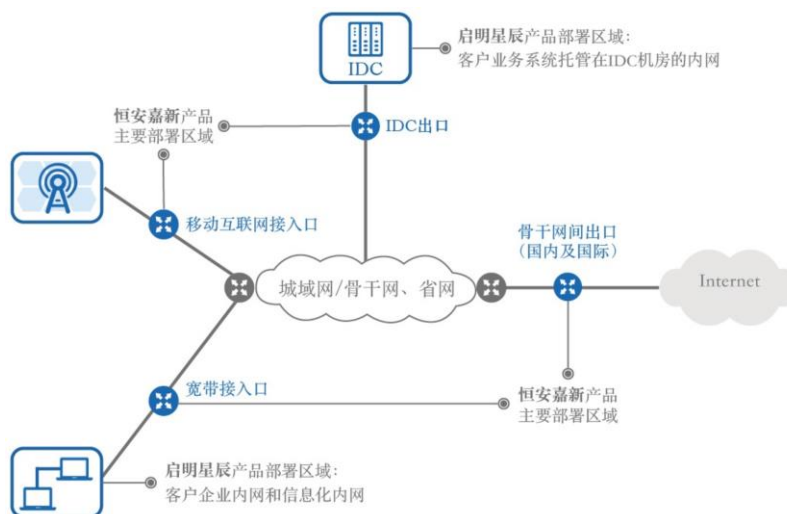 启明星辰产品部署区域：
客户业务系统托管在IDC机房的内网
IDC
恒安嘉新产品
主要部署区域
IDC出口
移动互联网接入口
骨干网间出口
（国内及国际）
城域网/骨干网、省网
Internet
宽带接入口
恒安嘉新产品
主要部署区域
启明星辰产品部署区域：
客户企业内网和信息化内网